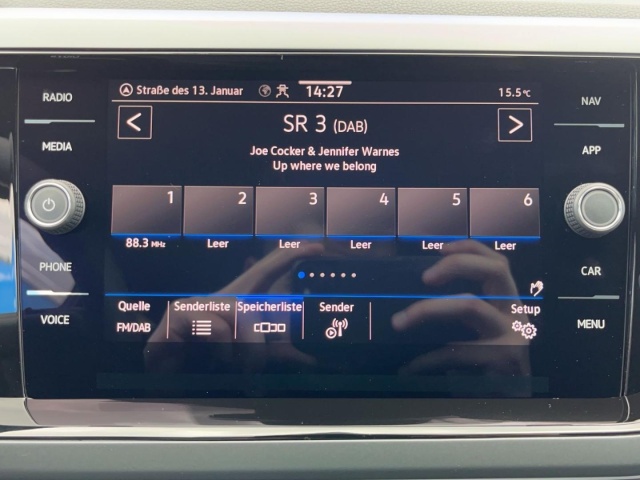 RADIO
MEDIA
PHONE
VOICE
Straße des 13. Januar 14:27 15.5°C
SR 3 (DAB)
Joe Cocker & Jennifer Warnes
Up where we belong
1 2 3 4 5 6
88.3 MHz Leer Leer Leer Leer Leer
Quelle Senderliste Speicherliste Sender Setup
FM/DAB
NAV
APP
CAR
MENU